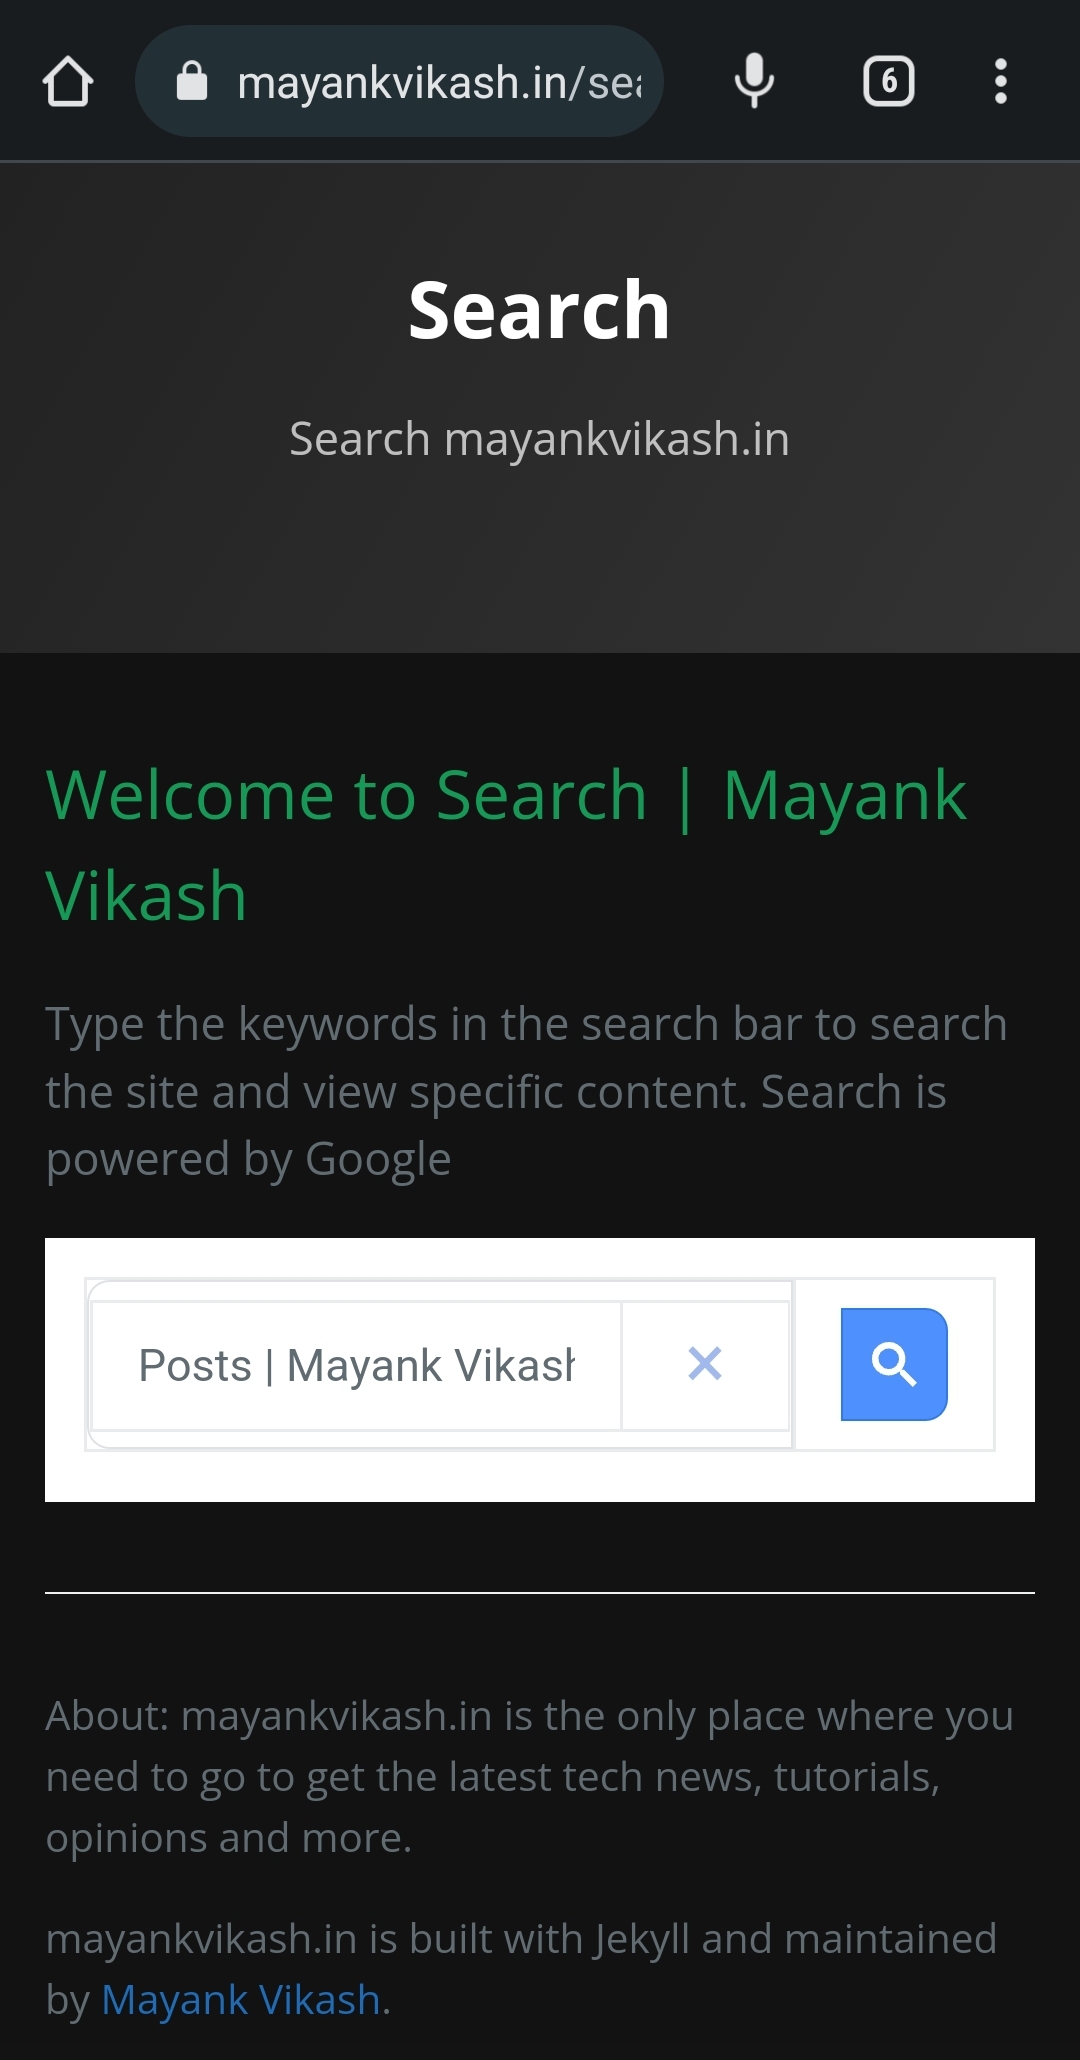 mayankvikash.in/sea
6
Search
Search mayankvikash.in
Welcome to Search | Mayank
Vikash
Type the keywords in the search bar to search
the site and view specific content. Search is
powered by Google
Posts | Mayank Vikash
About: mayankvikash.in is the only place where you
need to go to get the latest tech news, tutorials,
opinions and more.
mayankvikash.in is built with Jekyll and maintained
by Mayank Vikash.